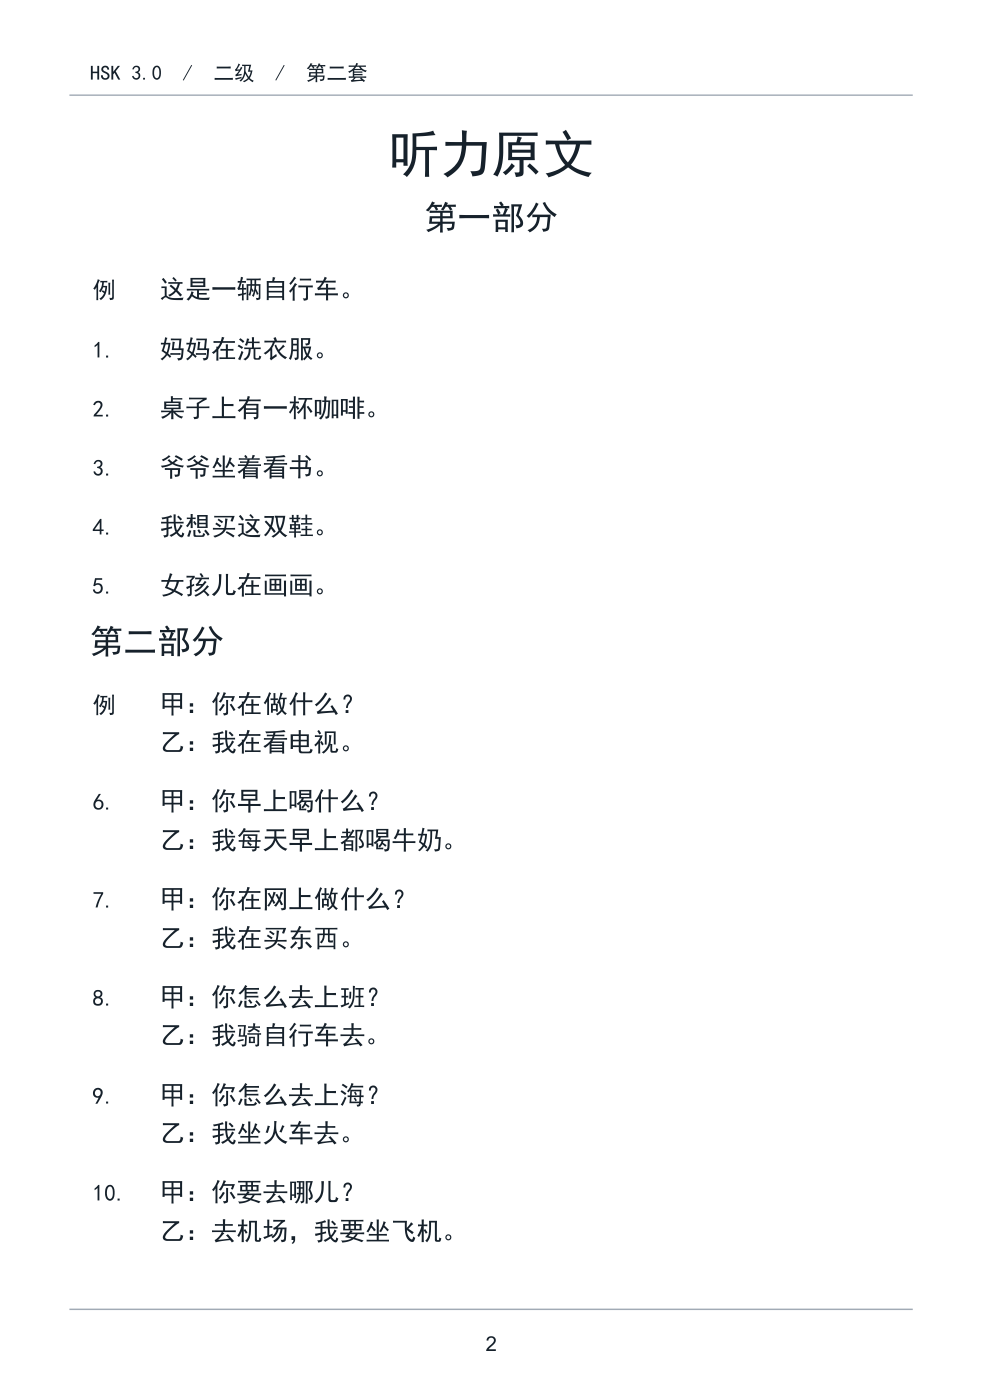 HSK 3.0 / 二级 / 第二套
听力原文
第一部分
例 这是一辆自行车。
1. 妈妈在洗衣服。
2. 桌子上有一杯咖啡。
3. 爷爷坐着看书。
4. 我想买这双鞋。
5. 女孩儿在画画。
第二部分
例 甲：你在做什么？
乙：我在看电视。
6. 甲：你早上喝什么？
乙：我每天早上都喝牛奶。
7. 甲：你在网上做什么？
乙：我在买东西。
8. 甲：你怎么去上班？
乙：我骑自行车去。
9. 甲：你怎么去上海？
乙：我坐火车去。
10. 甲：你要去哪儿？
乙：去机场，我要坐飞机。
2